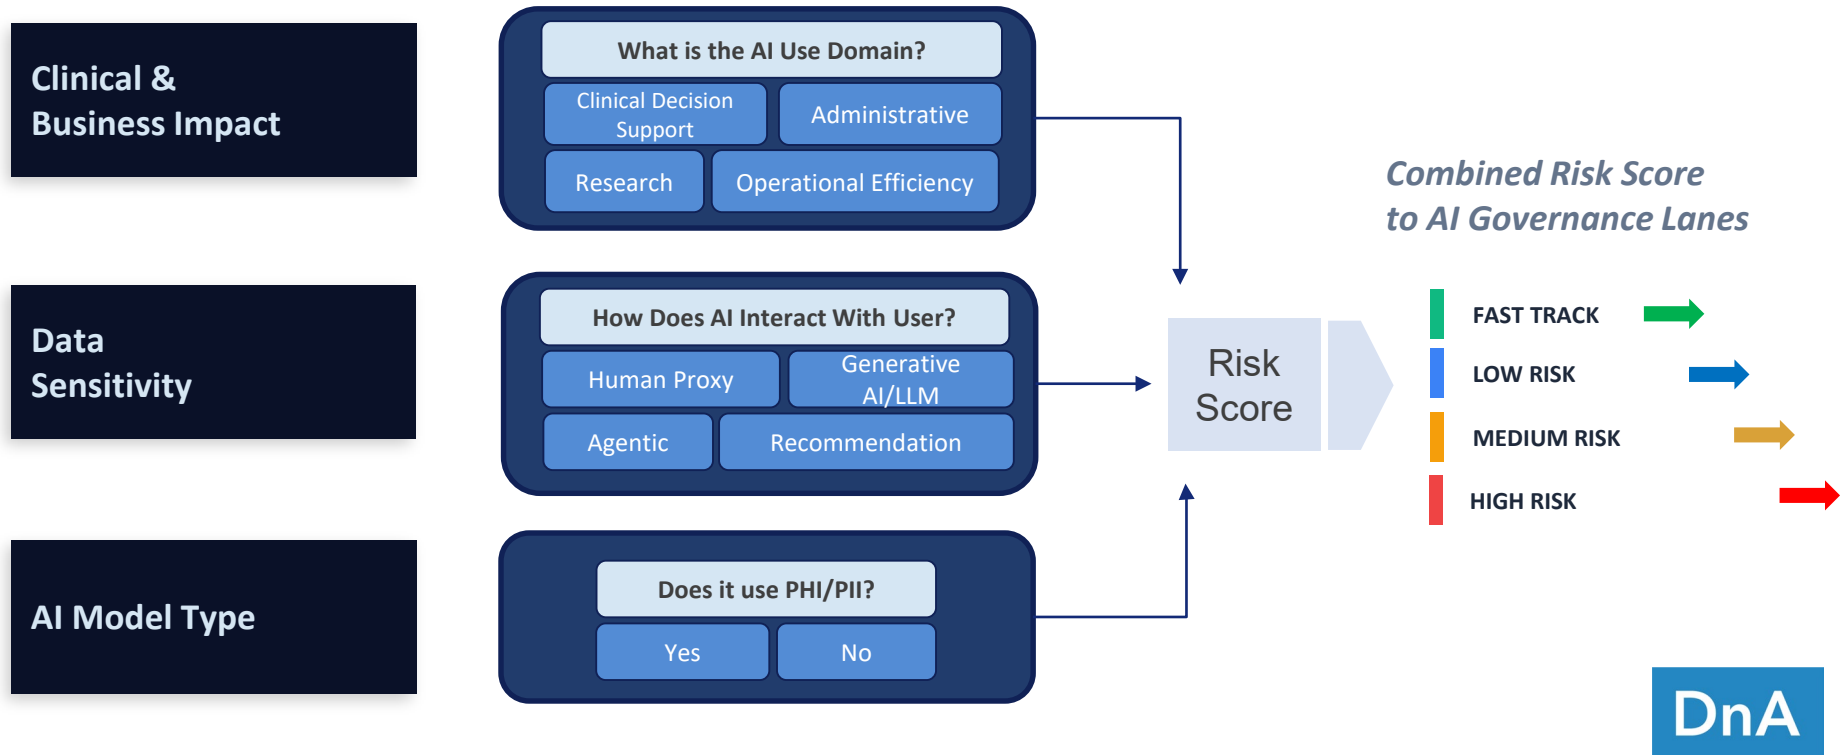 Clinical &
Business Impact
What is the AI Use Domain?
Clinical Decision
Support
Administrative
Research
Operational Efficiency
Data
Sensitivity
How Does AI Interact With User?
Human Proxy
Generative
AI/LLM
Agentic
Recommendation
AI Model Type
Does it use PHI/PII?
Yes
No
Risk
Score
Combined Risk Score
to AI Governance Lanes
FAST TRACK
LOW RISK
MEDIUM RISK
HIGH RISK
DnA